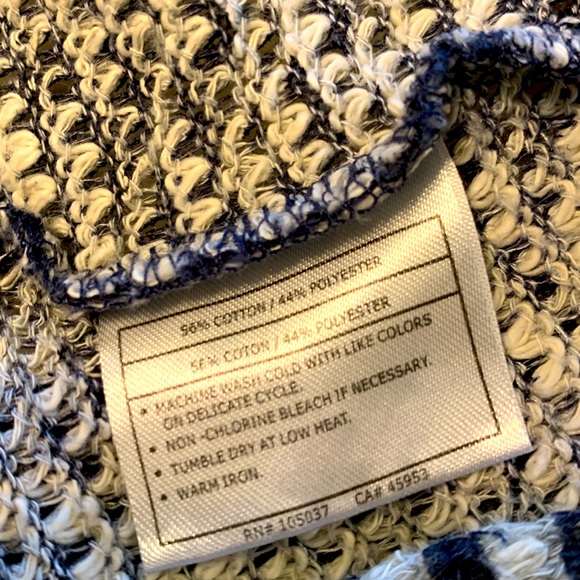 56% COTTON / 44% POLYESTER
56% COTON / 44% POLYESTER
• MACHINE WASH COLD WITH LIKE COLORS
ON DELICATE CYCLE.
• NON -CHLORINE BLEACH IF NECESSARY.
• TUMBLE DRY AT LOW HEAT.
• WARM IRON.
RN# 105037 CA# 45953